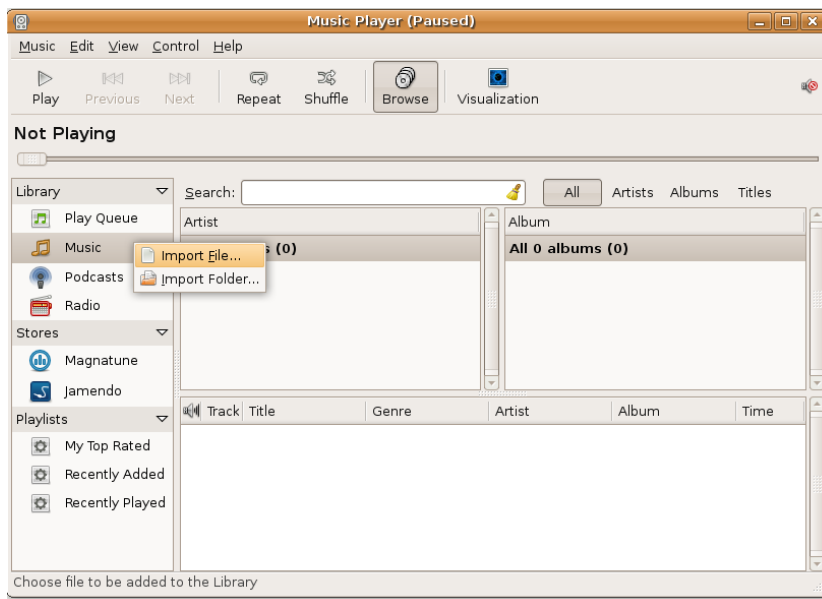 Music Player (Paused)
Music Edit View Control Help
Play Previous Next Repeat Shuffle Browse Visualization
Not Playing
Library
Search: All Artists Albums Titles
Play Queue
Artist Album
Music
(0) All 0 albums (0)
Import File...
Podcasts
Import Folder...
Radio
Stores
Magnatune
Jamendo
Track Title Genre Artist Album Time
Playlists
My Top Rated
Recently Added
Recently Played
Choose file to be added to the Library